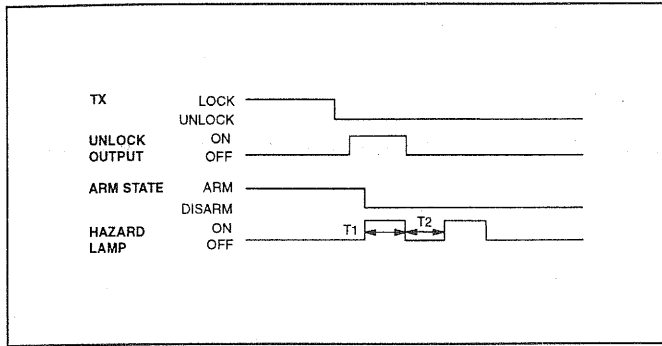 TX LOCK
UNLOCK
UNLOCK ON
OUTPUT OFF
ARM STATE ARM
DISARM
HAZARD ON T1 T2
LAMP OFF